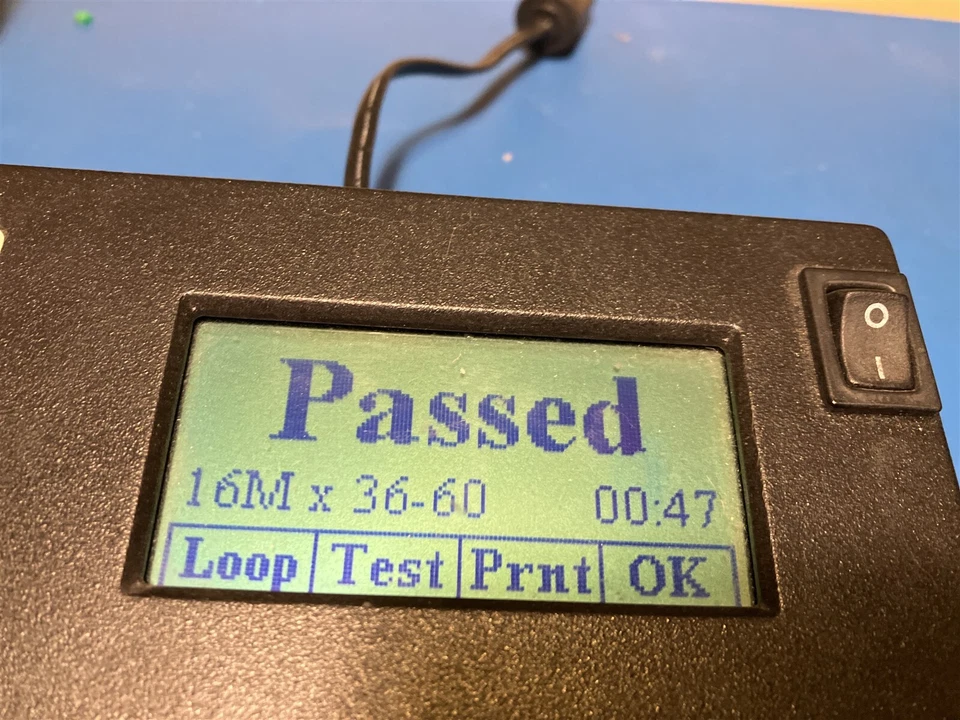 Passed
16M x 36-60 00:47
Loop Test Prnt OK
O
I